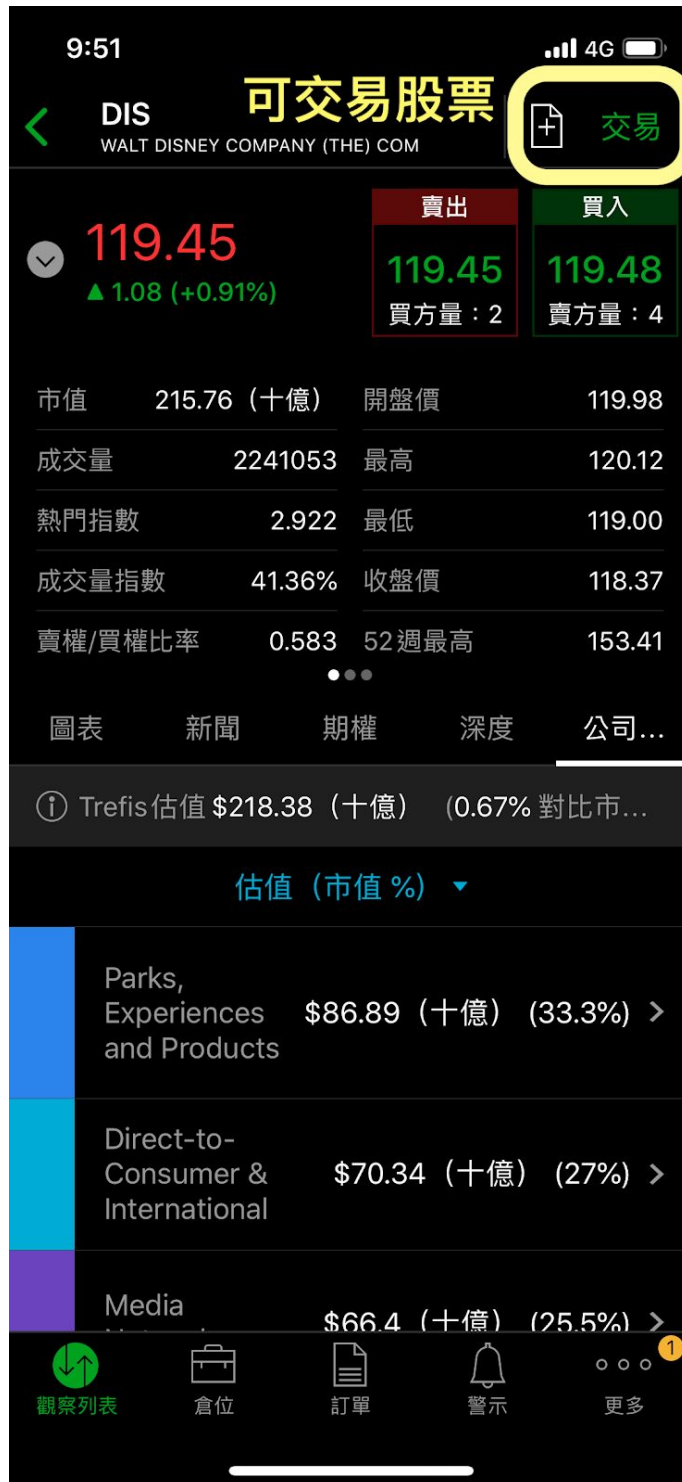 9:51 4G
可交易股票
DIS
WALT DISNEY COMPANY (THE) COM
交易
119.45
▲ 1.08 (+0.91%)
賣出
119.45
買方量：2
買入
119.48
賣方量：4
市值 215.76（十億） 開盤價 119.98
成交量 2241053 最高 120.12
熱門指數 2.922 最低 119.00
成交量指數 41.36% 收盤價 118.37
賣權/買權比率 0.583 52週最高 153.41
圖表 新聞 期權 深度 公司...
Trefis估值 $218.38（十億） (0.67% 對比市...
估值（市值 %）
Parks,
Experiences
and Products
$86.89（十億） (33.3%)
Direct-to-
Consumer &
International
$70.34（十億） (27%)
Media
$66.4（十億） (25.5%)
1
觀察列表 倉位 訂單 警示 更多